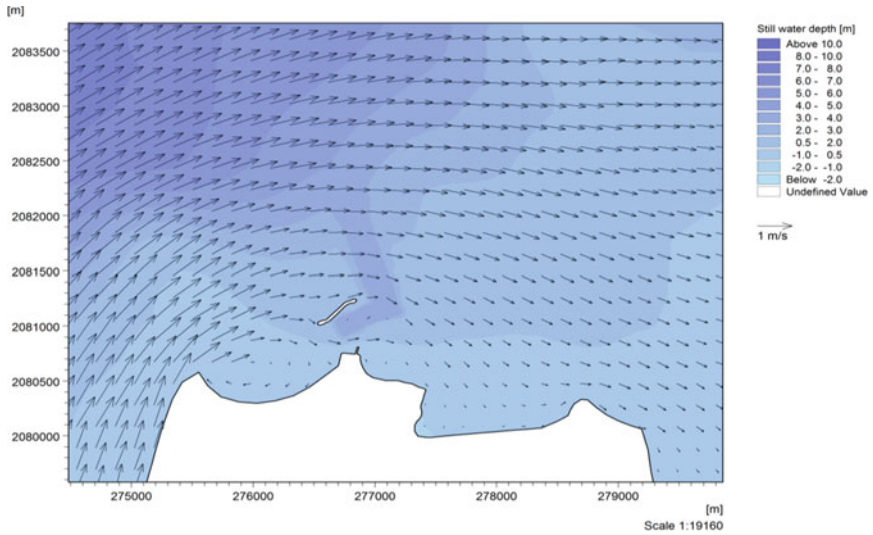 [m]
2083500
2083000
2082500
2082000
2081500
2081000
2080500
2080000
275000 276000 277000 278000 279000
[m]
Scale 1:19160
Still water depth [m]
Above 10.0
8.0 - 10.0
7.0 - 8.0
6.0 - 7.0
5.0 - 6.0
4.0 - 5.0
3.0 - 4.0
2.0 - 3.0
0.5 - 2.0
-1.0 - 0.5
-2.0 - -1.0
Below -2.0
Undefined Value
1 m/s